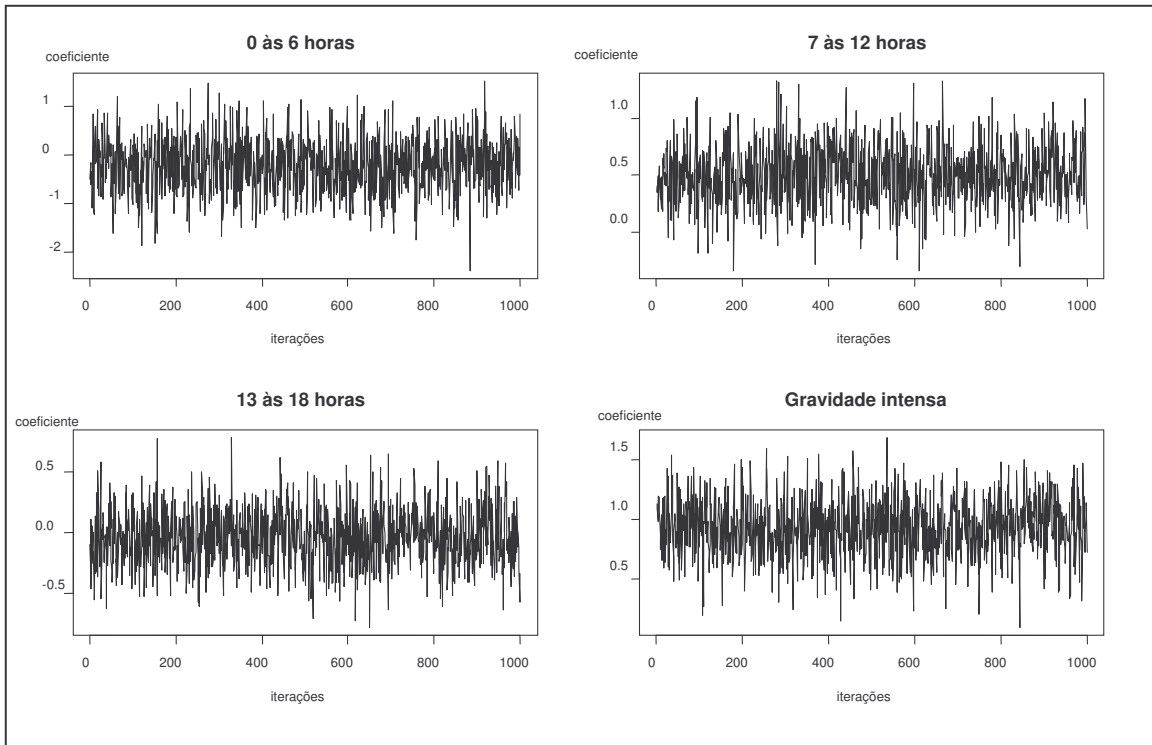 0 às 6 horas
coeficiente
1
0
-1
-2
0 200 400 600 800 1000
iterações
7 às 12 horas
coeficiente
1.0
0.5
0.0
0 200 400 600 800 1000
iterações
13 às 18 horas
coeficiente
0.5
0.0
-0.5
0 200 400 600 800 1000
iterações
Gravidade intensa
coeficiente
1.5
1.0
0.5
0 200 400 600 800 1000
iterações